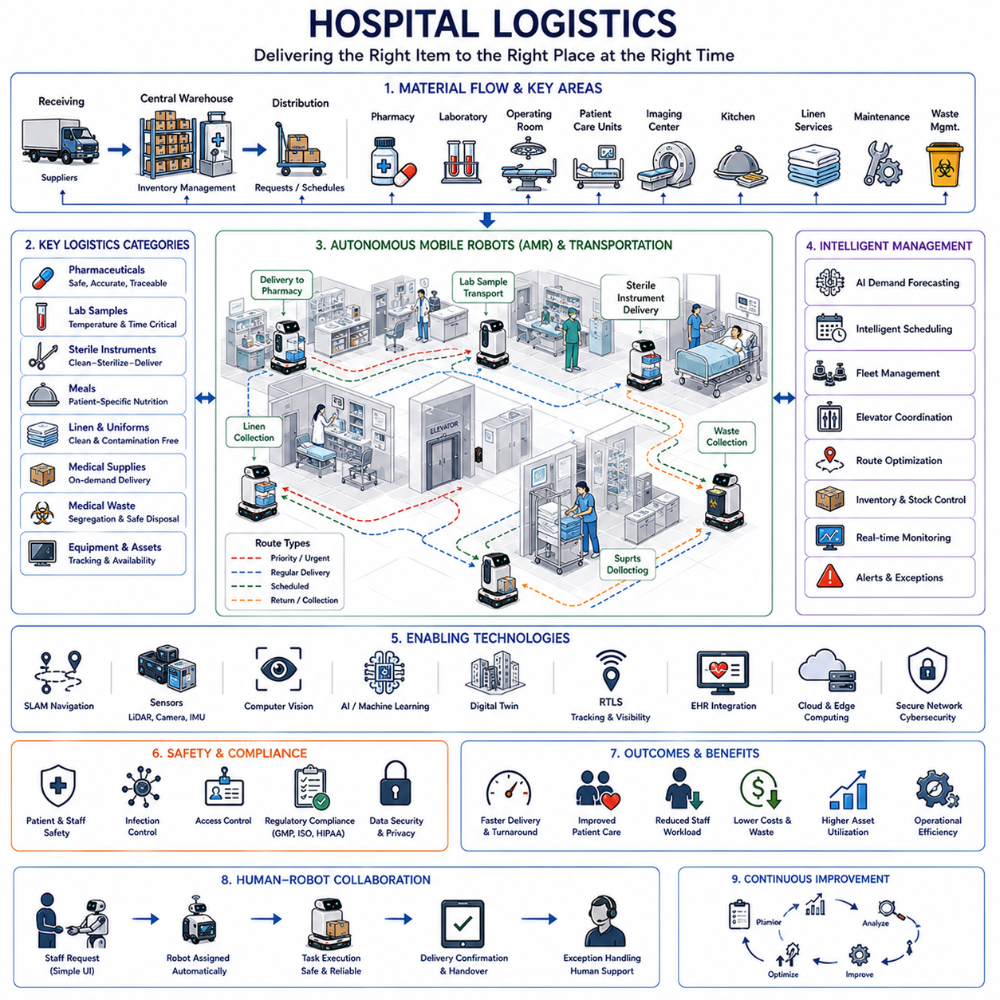 HOSPITAL LOGISTICS
Delivering the Right Item to the Right Place at the Right Time
1. MATERIAL FLOW & KEY AREAS
Receiving
Suppliers
Central Warehouse
Inventory Management
Distribution
Requests / Schedules
Pharmacy
Laboratory
Operating
Room
Patient
Care Units
Imaging
Center
Kitchen
Linen
Services
Maintenance
Waste
Mgmt.
2. KEY LOGISTICS CATEGORIES
Pharmaceuticals
Safe, Accurate, Traceable
Lab Samples
Temperature & Time Critical
Sterile Instruments
Clean–Sterilize–Deliver
Meals
Patient-Specific Nutrition
Linen & Uniforms
Clean & Contamination Free
Medical Supplies
On-demand Delivery
Medical Waste
Segregation & Safe Disposal
Equipment & Assets
Tracking & Availability
3. AUTONOMOUS MOBILE ROBOTS (AMR) & TRANSPORTATION
Delivery to
Pharmacy
Lab Sample
Transport
Sterile
Instrument
Delivery
Linen
Collection
ELEVATOR
Waste
Collection
Suprts
Dollectiog
Route Types
Priority / Urgent
Regular Delivery
Scheduled
Return / Collection
4. INTELLIGENT MANAGEMENT
AI Demand Forecasting
Intelligent Scheduling
Fleet Management
Elevator Coordination
Route Optimization
Inventory & Stock Control
Real-time Monitoring
Alerts & Exceptions
5. ENABLING TECHNOLOGIES
SLAM Navigation
Sensors
LiDAR, Camera, IMU
Computer Vision
AI / Machine Learning
Digital Twin
RTLS
Tracking & Visibility
EHR Integration
Cloud & Edge
Computing
Secure Network
Cybersecurity
6. SAFETY & COMPLIANCE
Patient & Staff
Safety
Infection
Control
Access Control
Regulatory Compliance
(GMP, ISO, HIPAA)
Data Security
& Privacy
7. OUTCOMES & BENEFITS
Faster Delivery
& Turnaround
Improved
Patient Care
Reduced Staff
Workload
Lower Costs &
Waste
Higher Asset
Utilization
Operational
Efficiency
8. HUMAN–ROBOT COLLABORATION
Staff Request
(Simple UI)
Robot Assigned
Automatically
Task Execution
Safe & Reliable
Delivery Confirmation
& Handover
Exception Handling
Human Support
9. CONTINUOUS IMPROVEMENT
Analyze
Improve
Optimize